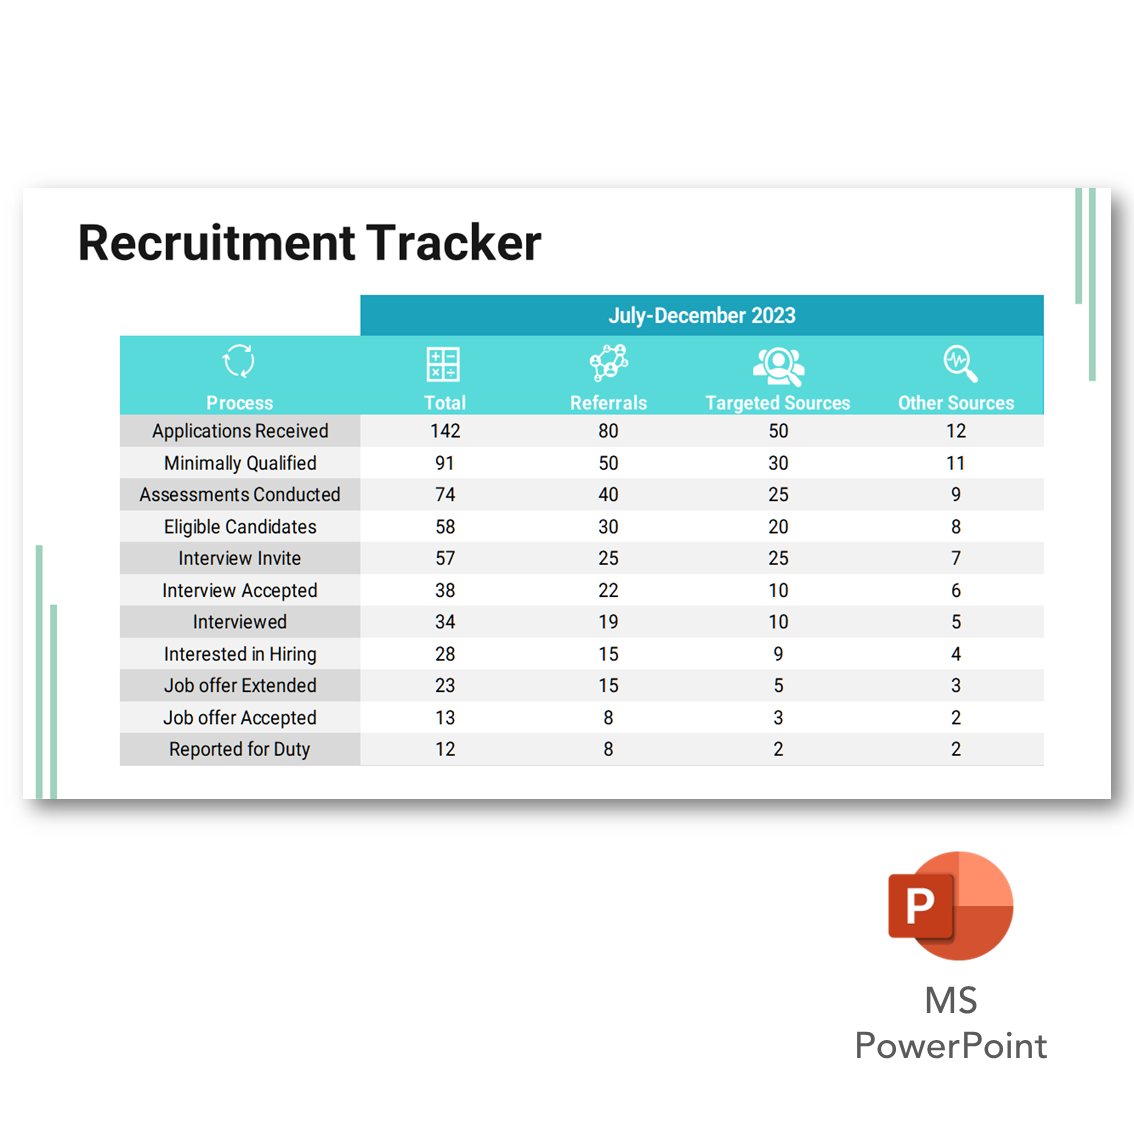 Recruitment Tracker
July-December 2023
Process Total Referrals Targeted Sources Other Sources
Applications Received 142 80 50 12
Minimally Qualified 91 50 30 11
Assessments Conducted 74 40 25 9
Eligible Candidates 58 30 20 8
Interview Invite 57 25 25 7
Interview Accepted 38 22 10 6
Interviewed 34 19 10 5
Interested in Hiring 28 15 9 4
Job offer Extended 23 15 5 3
Job offer Accepted 13 8 3 2
Reported for Duty 12 8 2 2
P
MS
PowerPoint